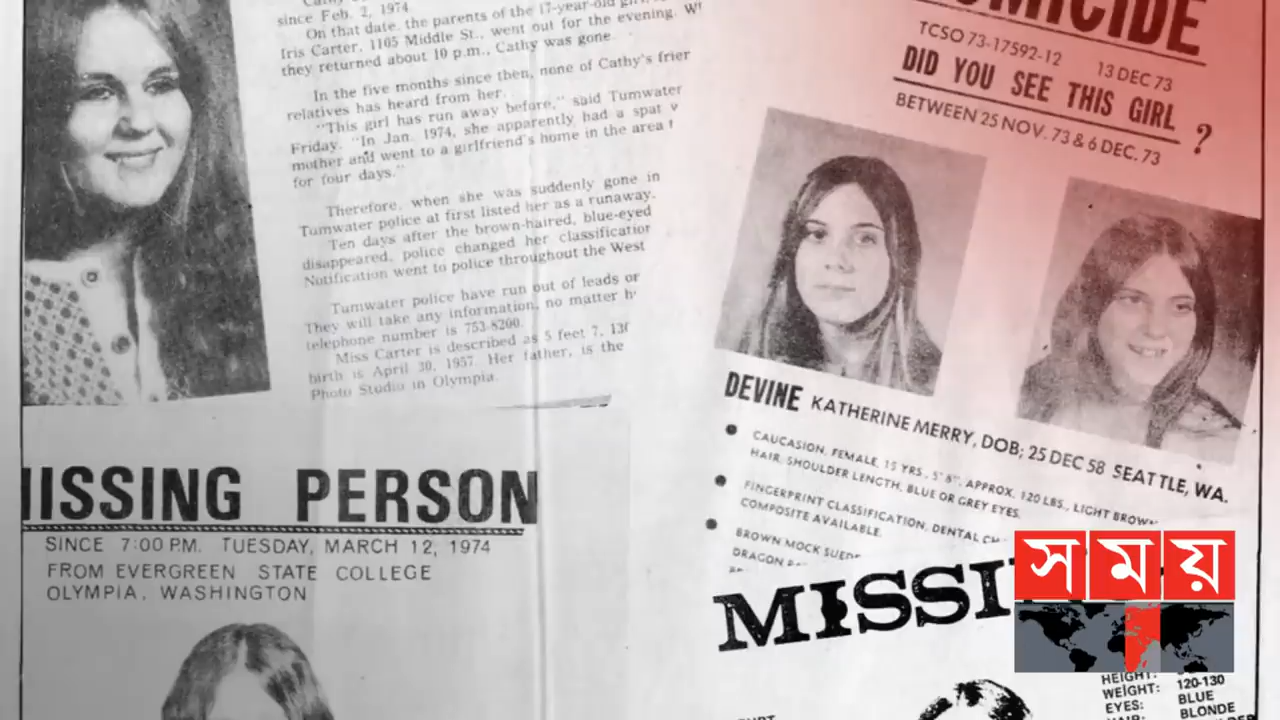 since Feb. 2, 1974.
On that date, the parents of the 17-year-old
Iris Carter, 1105 Middle St., went out for the evening.
they returned about 10 p.m., Cathy was gone.
In the five months since then, none of Cathy's
relatives has heard from her.
"This girl has run away before," said Tumwater
Friday. "In Jan. 1974, she apparently had a spat
mother and went to a girlfriend's home in the area
for four days."
Therefore, when she was suddenly gone in
Tumwater police at first listed her as a runaway.
Ten days after the brown-haired, blue-eyed
disappeared, police changed her classification
Notification went to police throughout the West
Tumwater police have run out of leads or
They will take any information, no matter
telephone number is 753-8200.
Miss Carter is described as 5 feet 7,
birth is April 30, 1957. Her father, is the
Photo Studio in Olympia.
ISSING PERSON
SINCE 7:00 P.M. TUESDAY, MARCH 12, 1974
FROM EVERGREEN STATE COLLEGE
OLYMPIA, WASHINGTON
OMICIDE
TCSO 73-17592-12 13 DEC 73
DID YOU SEE THIS GIRL ?
BETWEEN 25 NOV. 73 & 6 DEC. 73
DEVINE KATHERINE MERRY, DOB; 25 DEC 58 SEATTLE, WA.
• CAUCASION, FEMALE, 15 YRS., 5' 6", APPROX. 120 LBS., LIGHT BROWN
HAIR, SHOULDER LENGTH, BLUE OR GREY EYES.
• FINGERPRINT CLASSIFICATION, DENTAL
COMPOSITE AVAILABLE.
• BROWN MOCK SUEDE
DRAGON
MISSI
সময়
HEIGHT:
WEIGHT: 120-130
EYES: BLUE
BLONDE